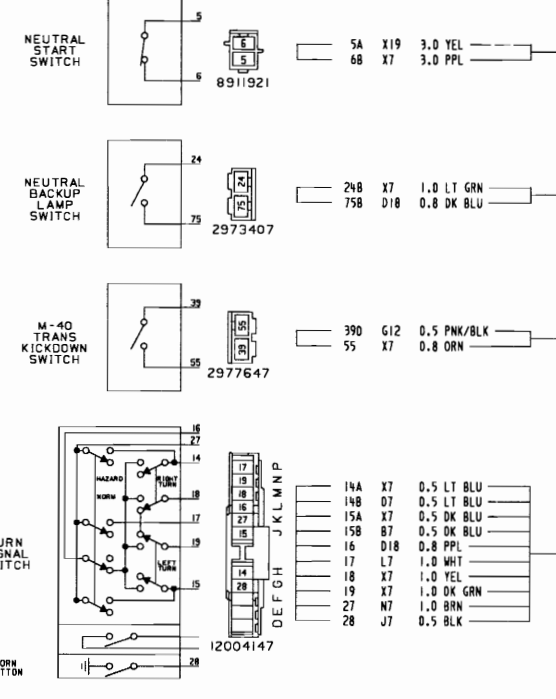 5
NEUTRAL
START
SWITCH
6
5
6
8911921
5A X19 3.0 YEL
6B X7 3.0 PPL
24
NEUTRAL
BACKUP
LAMP
SWITCH
24
75
75
2973407
24B X7 1.0 LT GRN
75B D18 0.8 DK BLU
39
M-40
TRANS
KICKDOWN
SWITCH
55
39
55
2977647
39D G12 0.5 PNK/BLK
55 X7 0.8 ORN
16
27
14
HAZARD
NORM
RIGHT
TURN
18
17
19
LEFT
TURN
15
URN
GNAL
ITCH
17
19
18
16
27
15
14
28
DEFGH JKLMNP
12004147
14A X7 0.5 LT BLU
14B D7 0.5 LT BLU
15A X7 0.5 DK BLU
15B B7 0.5 DK BLU
16 D18 0.8 PPL
17 L7 1.0 WHT
18 X7 1.0 YEL
19 X7 1.0 DK GRN
27 N7 1.0 BRN
28 J7 0.5 BLK
ORN
TTON
28